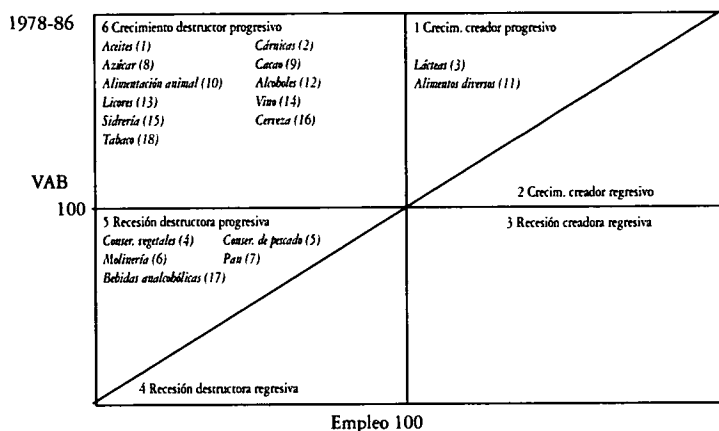 1978-86
6 Crecimiento destructor progresivo
Aceites (1) Cárnicas (2)
Azúcar (8) Cacao (9)
Alimentación animal (10) Alcoholes (12)
Licores (13) Vino (14)
Sidrería (15) Cerveza (16)
Tabaco (18)
1 Crecim. creador progresivo
Lácteas (3)
Alimentos diversos (11)
VAB
100
2 Crecim. creador regresivo
5 Recesión destructora progresiva
Conser. vegetales (4) Conser. de pescado (5)
Molinería (6) Pan (7)
Bebidas analcohólicas (17)
3 Recesión creadora regresiva
4 Recesión destructora regresiva
Empleo 100